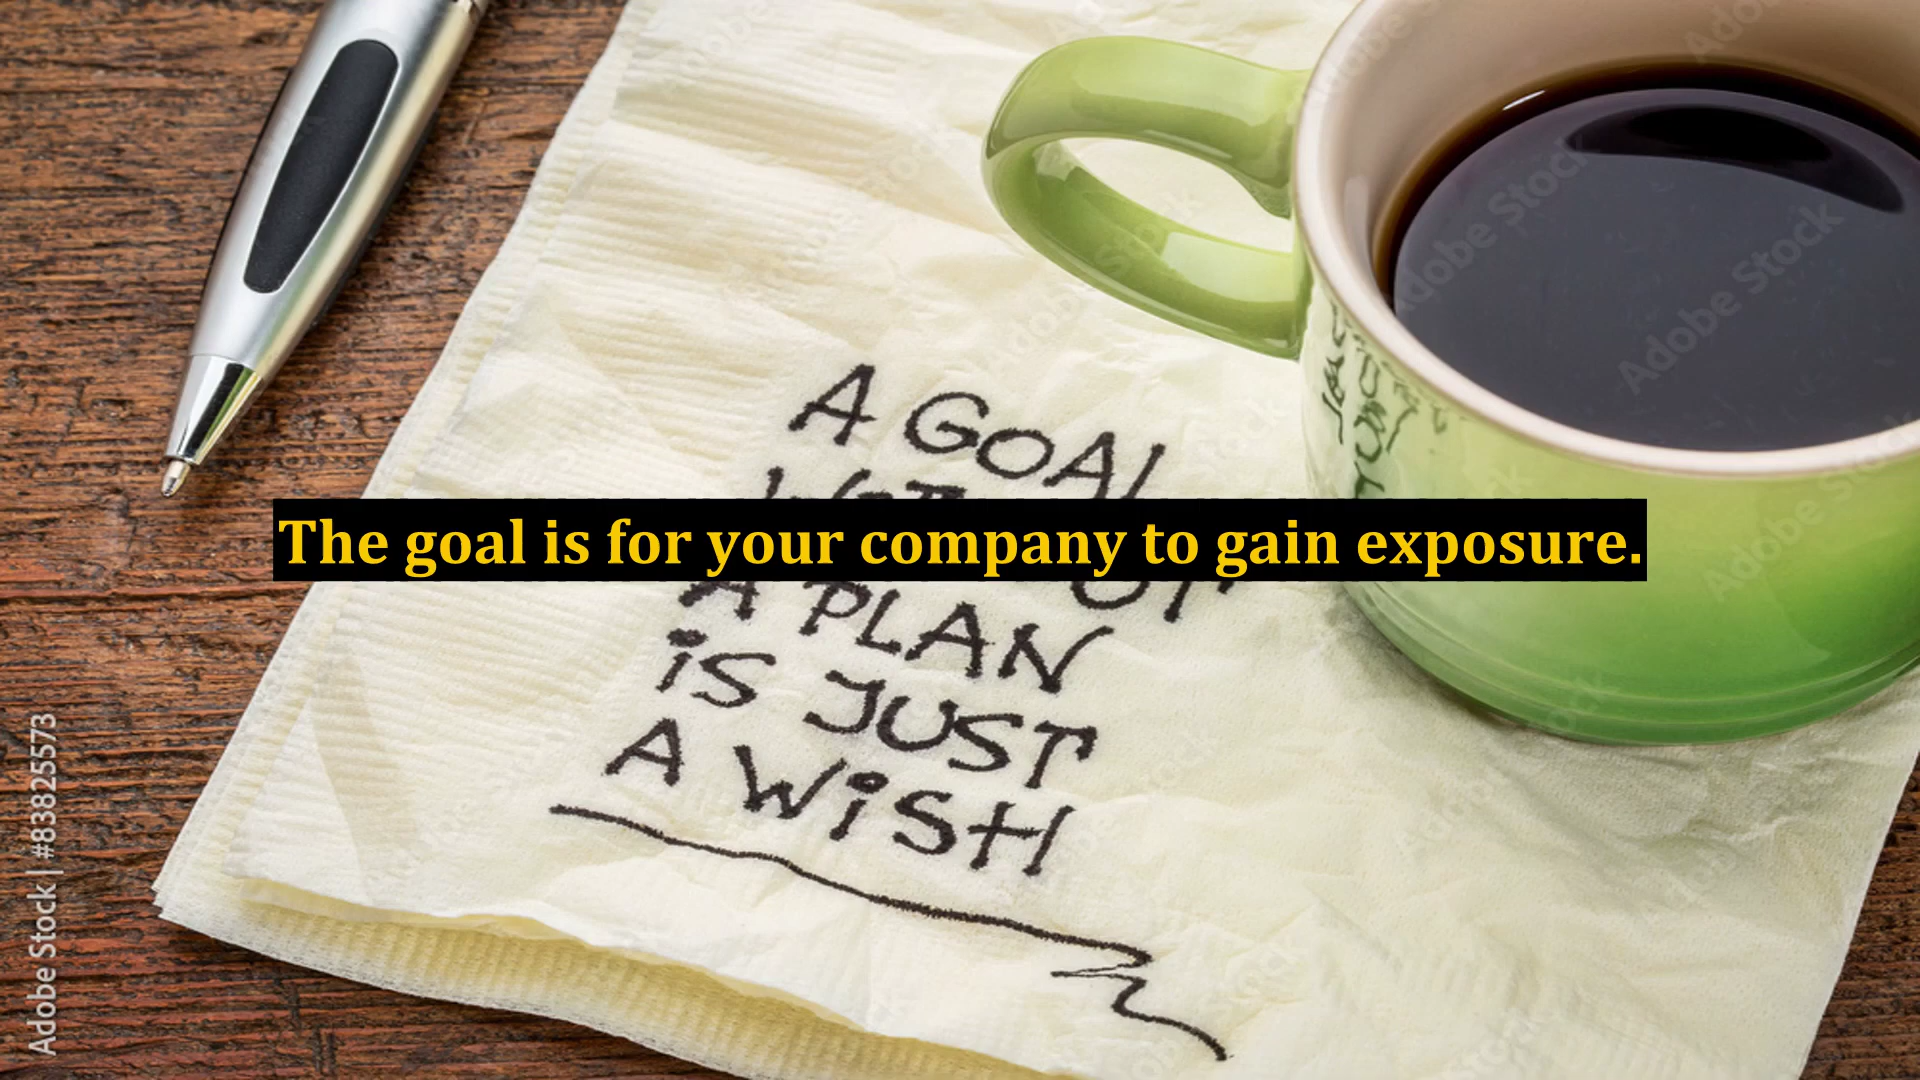 A GOAL
The goal is for your company to gain exposure.
A PLAN
iS JUST
A WiSH
Adobe Stock | #83825573